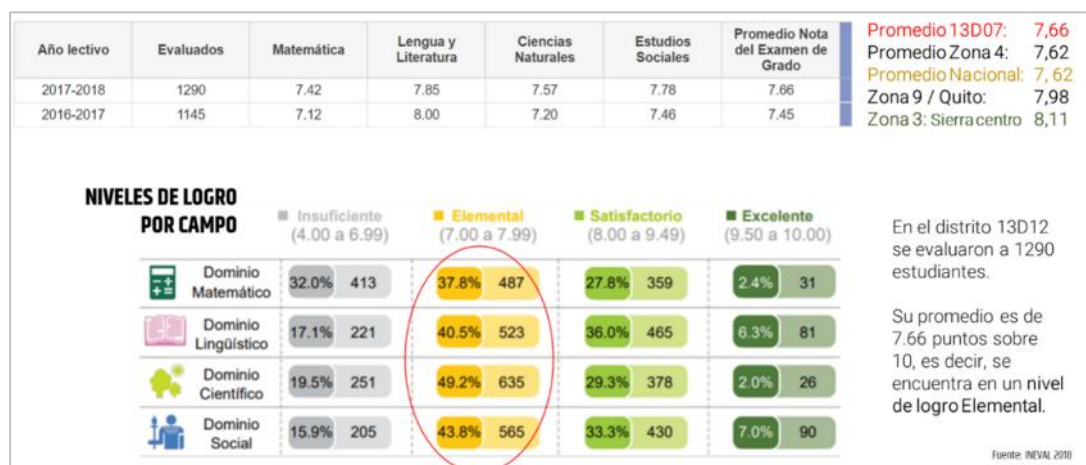 Año lectivo Evaluados Matemática Lengua y Literatura Ciencias Naturales Estudios Sociales Promedio Nota del Examen de Grado
2017-2018 1290 7.42 7.85 7.57 7.78 7.66
2016-2017 1145 7.12 8.00 7.20 7.46 7.45
Promedio 13D07: 7,66
Promedio Zona 4: 7,62
Promedio Nacional: 7, 62
Zona 9 / Quito: 7,98
Zona 3: Sierra centro 8,11
NIVELES DE LOGRO
POR CAMPO
Insuficiente (4.00 a 6.99)
Elemental (7.00 a 7.99)
Satisfactorio (8.00 a 9.49)
Excelente (9.50 a 10.00)
Dominio Matemático 32.0% 413 37.8% 487 27.8% 359 2.4% 31
Dominio Lingüístico 17.1% 221 40.5% 523 36.0% 465 6.3% 81
Dominio Científico 19.5% 251 49.2% 635 29.3% 378 2.0% 26
Dominio Social 15.9% 205 43.8% 565 33.3% 430 7.0% 90
En el distrito 13D12
se evaluaron a 1290
estudiantes.
Su promedio es de
7.66 puntos sobre
10, es decir, se
encuentra en un nivel
de logro Elemental.
Fuente: INEVAL 2018